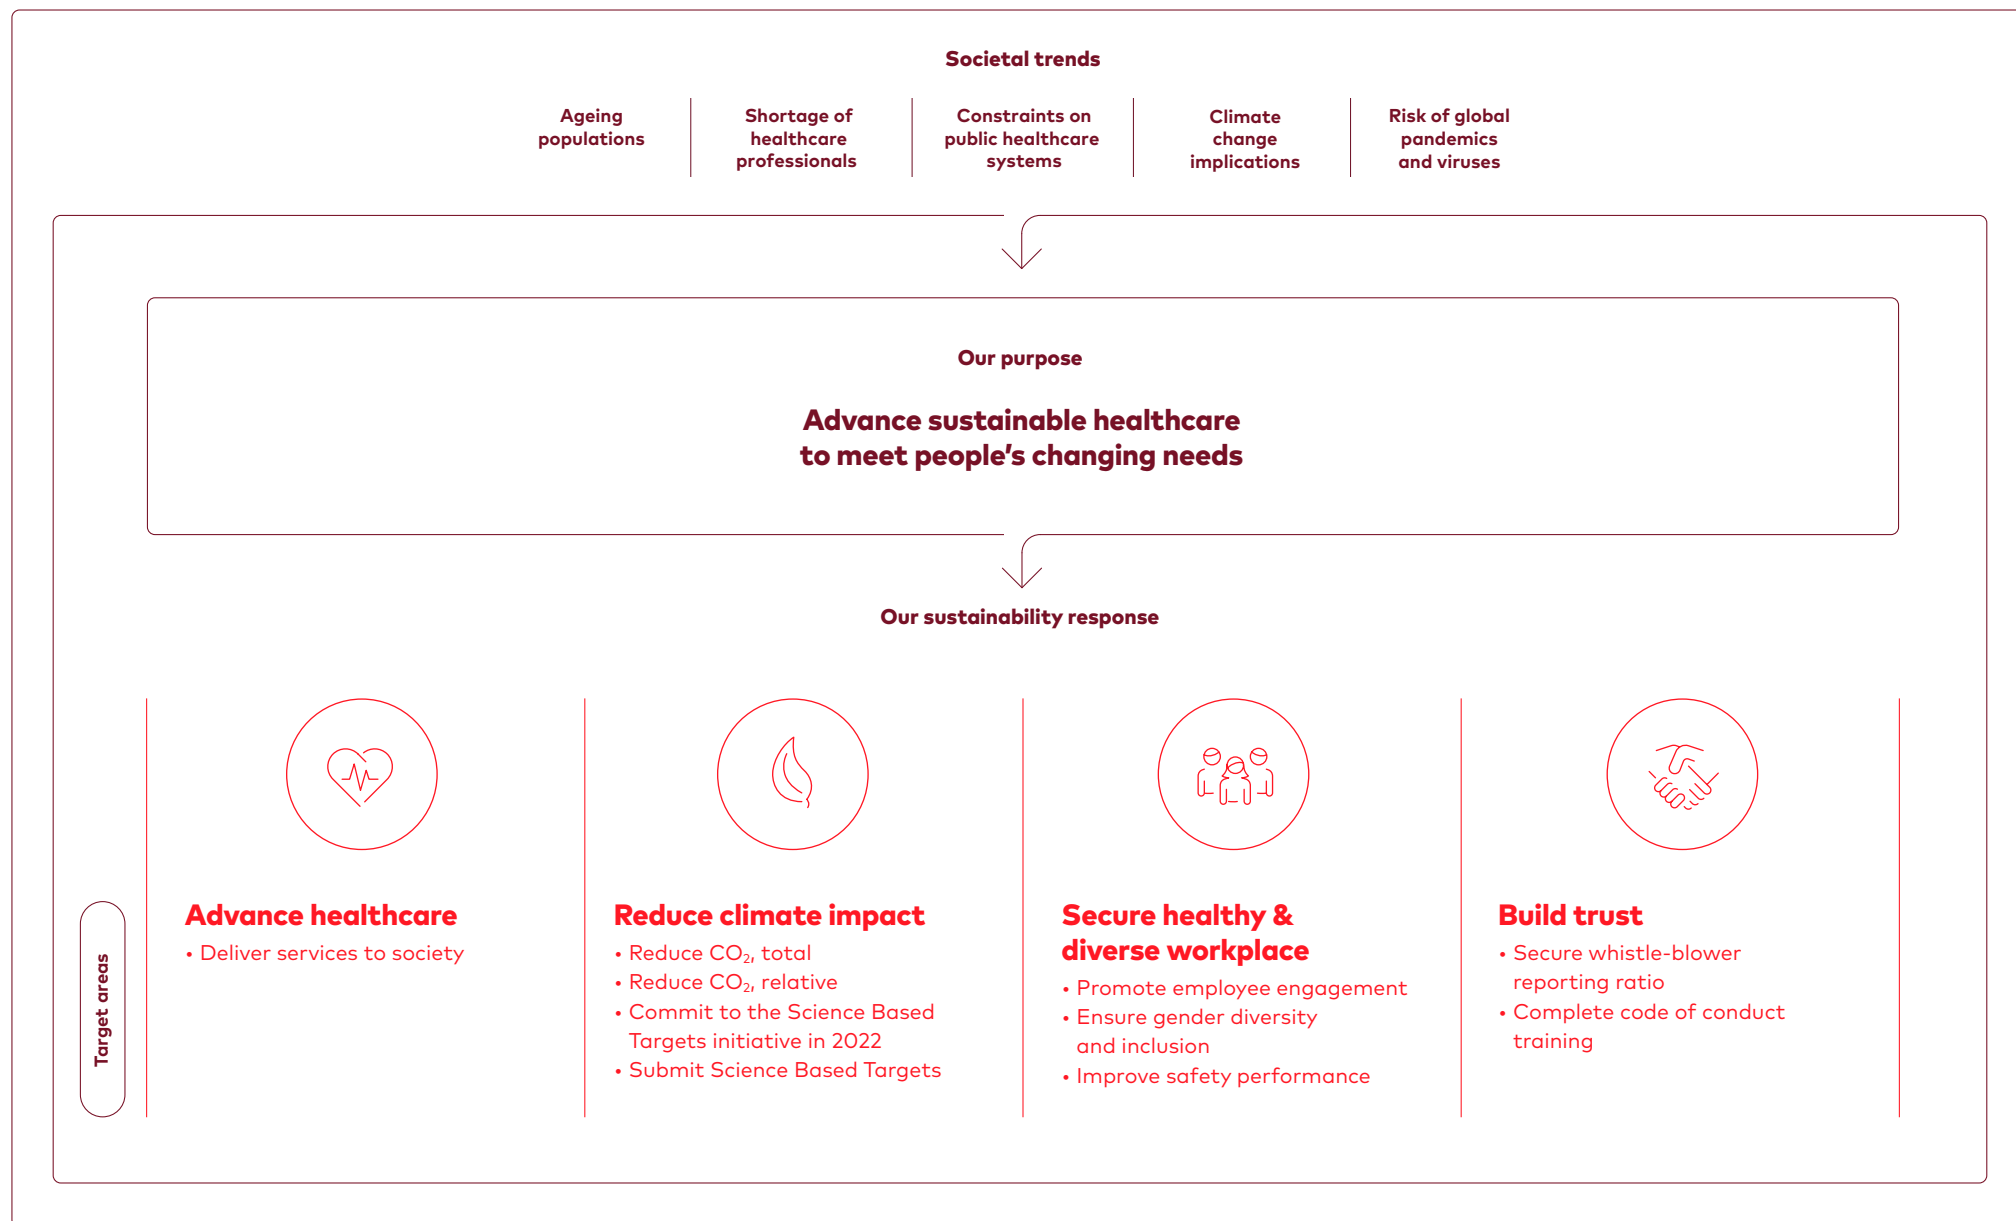 Societal trends
Ageing
populations
Shortage of
healthcare
professionals
Constraints on
public healthcare
systems
Climate
change
implications
Risk of global
pandemics
and viruses
Our purpose
Advance sustainable healthcare
to meet people's changing needs
Our sustainability response
Target areas
Advance healthcare
• Deliver services to society
Reduce climate impact
• Reduce CO₂, total
• Reduce CO₂, relative
• Commit to the Science Based
Targets initiative in 2022
• Submit Science Based Targets
Secure healthy &
diverse workplace
• Promote employee engagement
• Ensure gender diversity
and inclusion
• Improve safety performance
Build trust
• Secure whistle-blower
reporting ratio
• Complete code of conduct
training